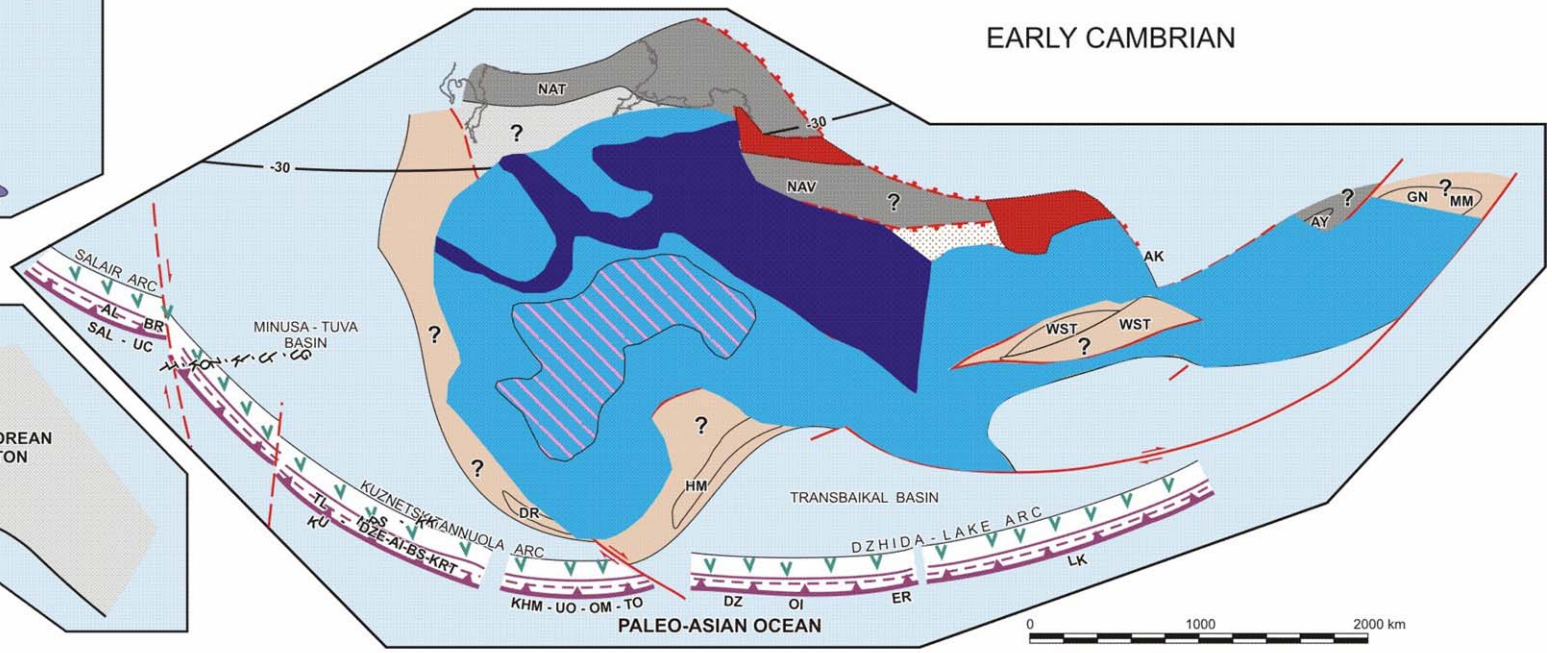 EARLY CAMBRIAN
NAT
?
-30
-30
NAV
?
?
GN
?
MM
AY
AK
SALAIR ARC
AL
BR
SAL - UC
MINUSA - TUVA
BASIN
?
WST
WST
?
OREAN
TON
?
?
HM
DR
TRANSBAIKAL BASIN
KUZNETSK-TANNUOLA ARC
TL
KU
DZE-AI-BS-KRT
DZHIDA-LAKE ARC
LK
KHM - UO - OM - TO
DZ
OI
ER
PALEO-ASIAN OCEAN
0
1000
2000 km